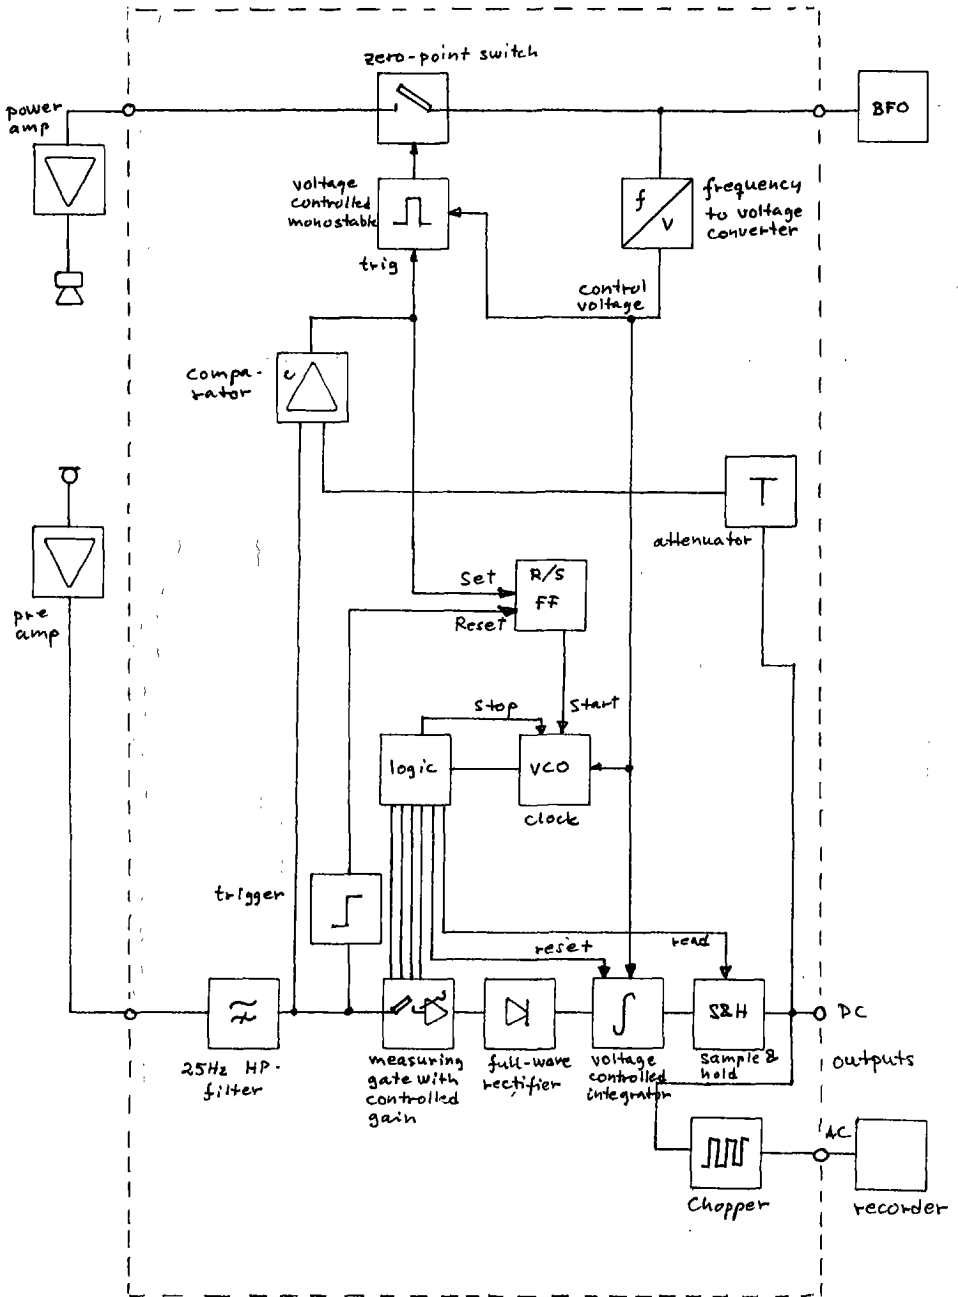 zero-point switch
power
amp
BFO
voltage
controlled
monostable
f
V
frequency
to voltage
converter
trig
control
voltage
c
compa-
rator
T
attenuator
pre
amp
Set
R/S
FF
Reset
Stop
Start
logic
VCO
clock
trigger
reset
read
S&H
DC
25Hz HP-
filter
measuring
gate with
controlled
gain
full-wave
rectifier
voltage
controlled
integrator
sample &
hold
outputs
AC
Chopper
recorder